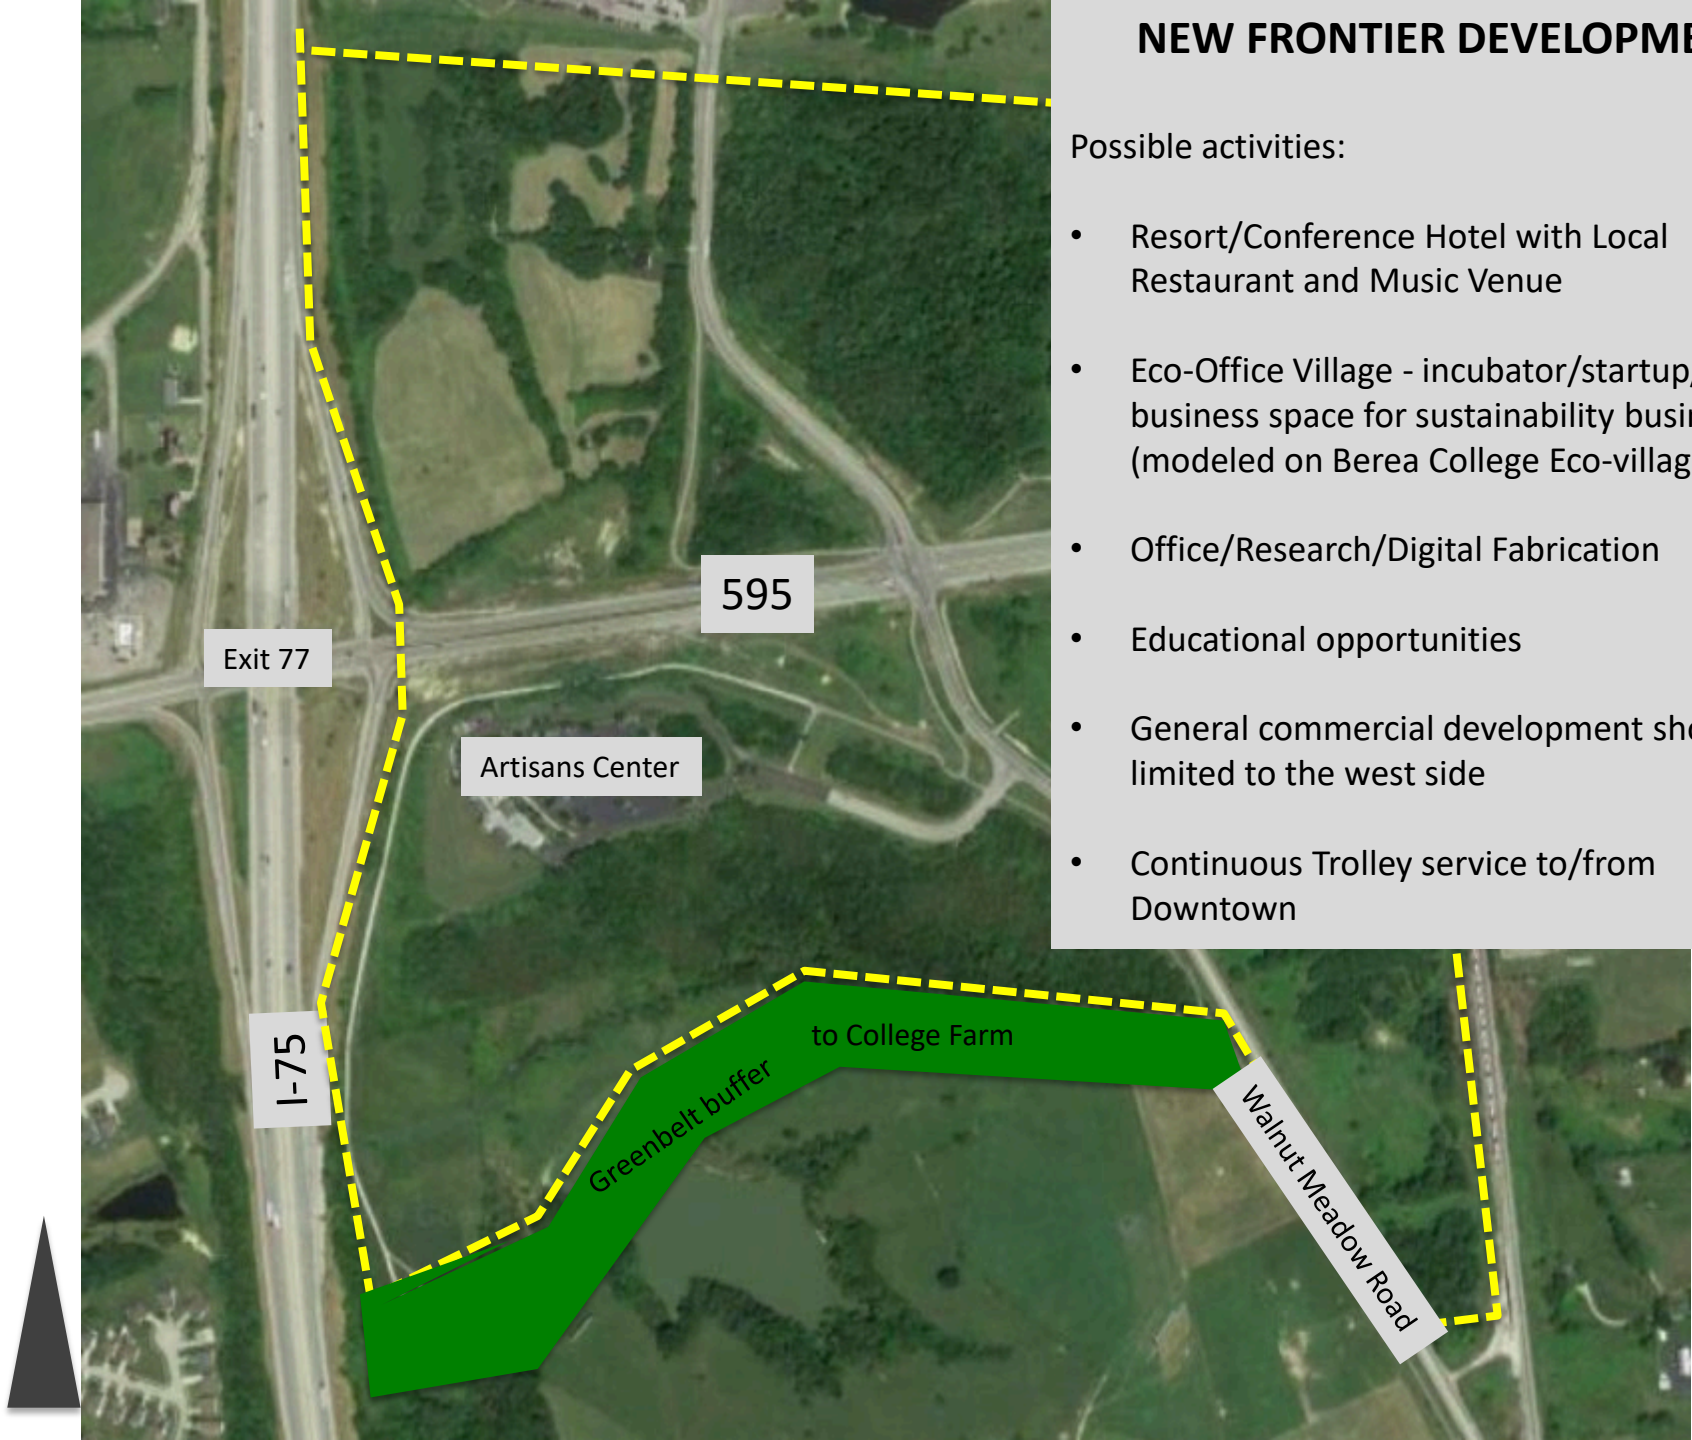 NEW FRONTIER DEVELOPME
Possible activities:
• Resort/Conference Hotel with Local
Restaurant and Music Venue
• Eco-Office Village - incubator/startup/
business space for sustainability busin
(modeled on Berea College Eco-villag
• Office/Research/Digital Fabrication
• Educational opportunities
• General commercial development sho
limited to the west side
• Continuous Trolley service to/from
Downtown
595
Exit 77
Artisans Center
I-75
to College Farm
Greenbelt buffer
Walnut Meadow Road